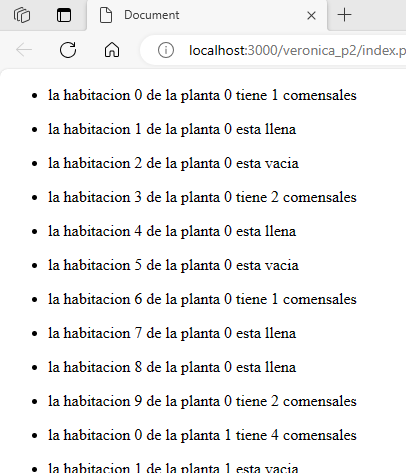 Document
localhost:3000/veronica_p2/index.p
la habitacion 0 de la planta 0 tiene 1 comensales
la habitacion 1 de la planta 0 esta llena
la habitacion 2 de la planta 0 esta vacia
la habitacion 3 de la planta 0 tiene 2 comensales
la habitacion 4 de la planta 0 esta llena
la habitacion 5 de la planta 0 esta vacia
la habitacion 6 de la planta 0 tiene 1 comensales
la habitacion 7 de la planta 0 esta llena
la habitacion 8 de la planta 0 esta llena
la habitacion 9 de la planta 0 tiene 2 comensales
la habitacion 0 de la planta 1 tiene 4 comensales
la habitacion 1 de la planta 1 esta vacia